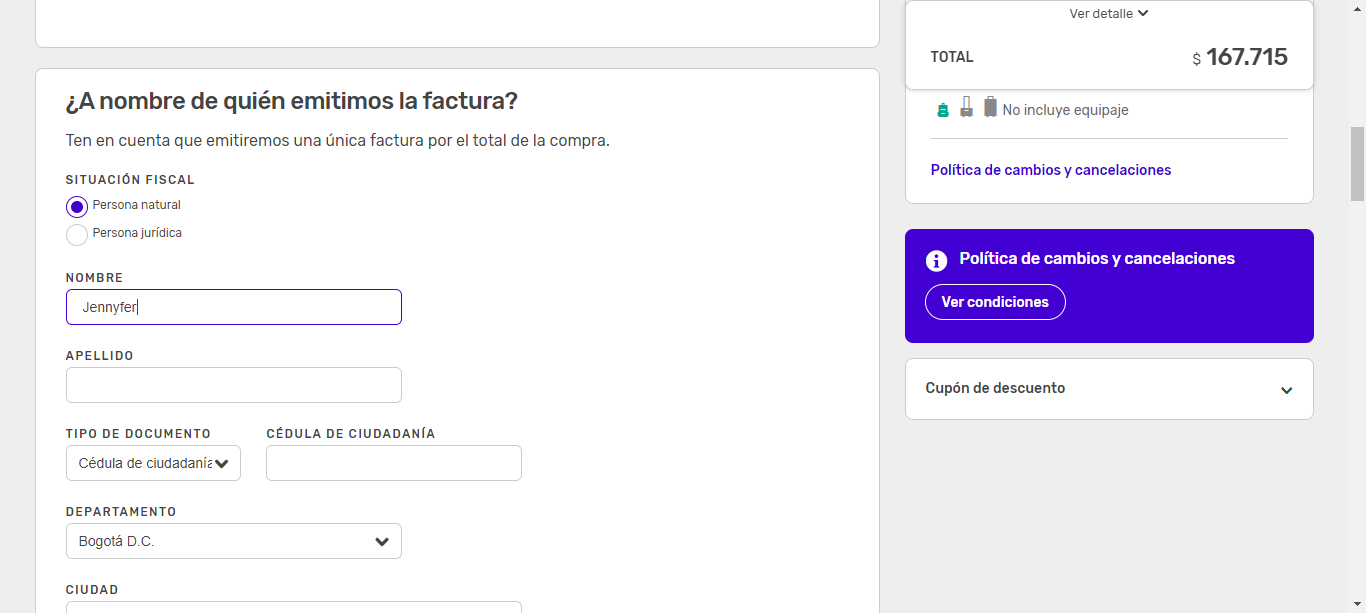 ¿A nombre de quién emitimos la factura?
Ten en cuenta que emitiremos una única factura por el total de la compra.
SITUACIÓN FISCAL
Persona natural
Persona jurídica
NOMBRE
Jennyfer
APELLIDO
TIPO DE DOCUMENTO
CÉDULA DE CIUDADANÍA
Cédula de ciudadanía
DEPARTAMENTO
Bogotá D.C.
CIUDAD
Ver detalle
TOTAL
$ 167.715
No incluye equipaje
Política de cambios y cancelaciones
Política de cambios y cancelaciones
Ver condiciones
Cupón de descuento